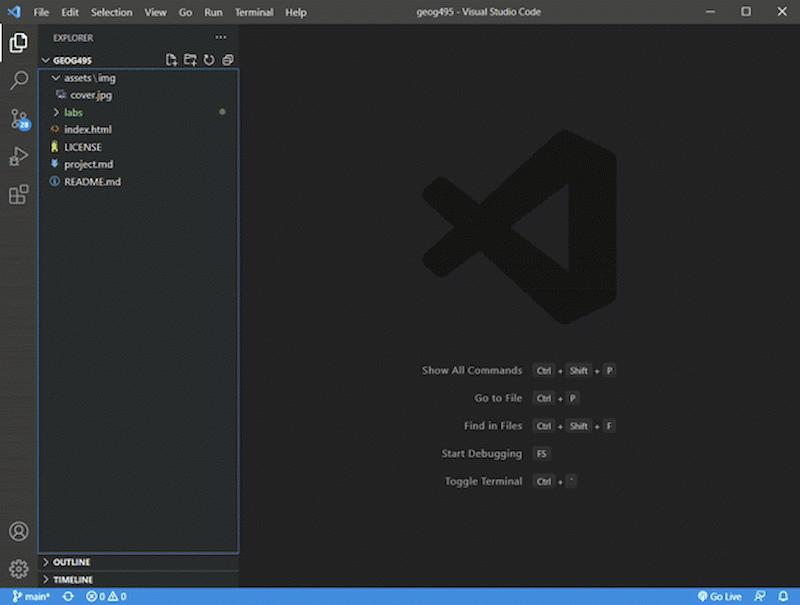 File Edit Selection View Go Run Terminal Help geog495 - Visual Studio Code
EXPLORER
GEOG495
assets\img
cover.jpg
labs
index.html
LICENSE
project.md
README.md
28
Show All Commands Ctrl + Shift + P
Go to File Ctrl + P
Find in Files Ctrl + Shift + F
Start Debugging F5
Toggle Terminal Ctrl + `
OUTLINE
TIMELINE
main* 0 0 Go Live